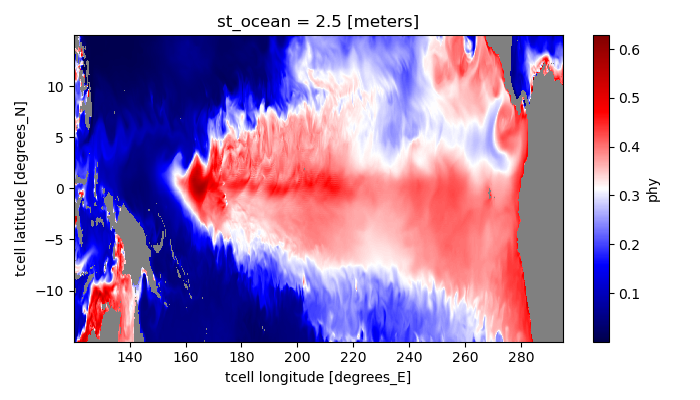 st_ocean = 2.5 [meters]
10
5
0
−5
−10
tcell latitude [degrees_N]
140 160 180 200 220 240 260 280
tcell longitude [degrees_E]
0.6
0.5
0.4
0.3
0.2
0.1
phy